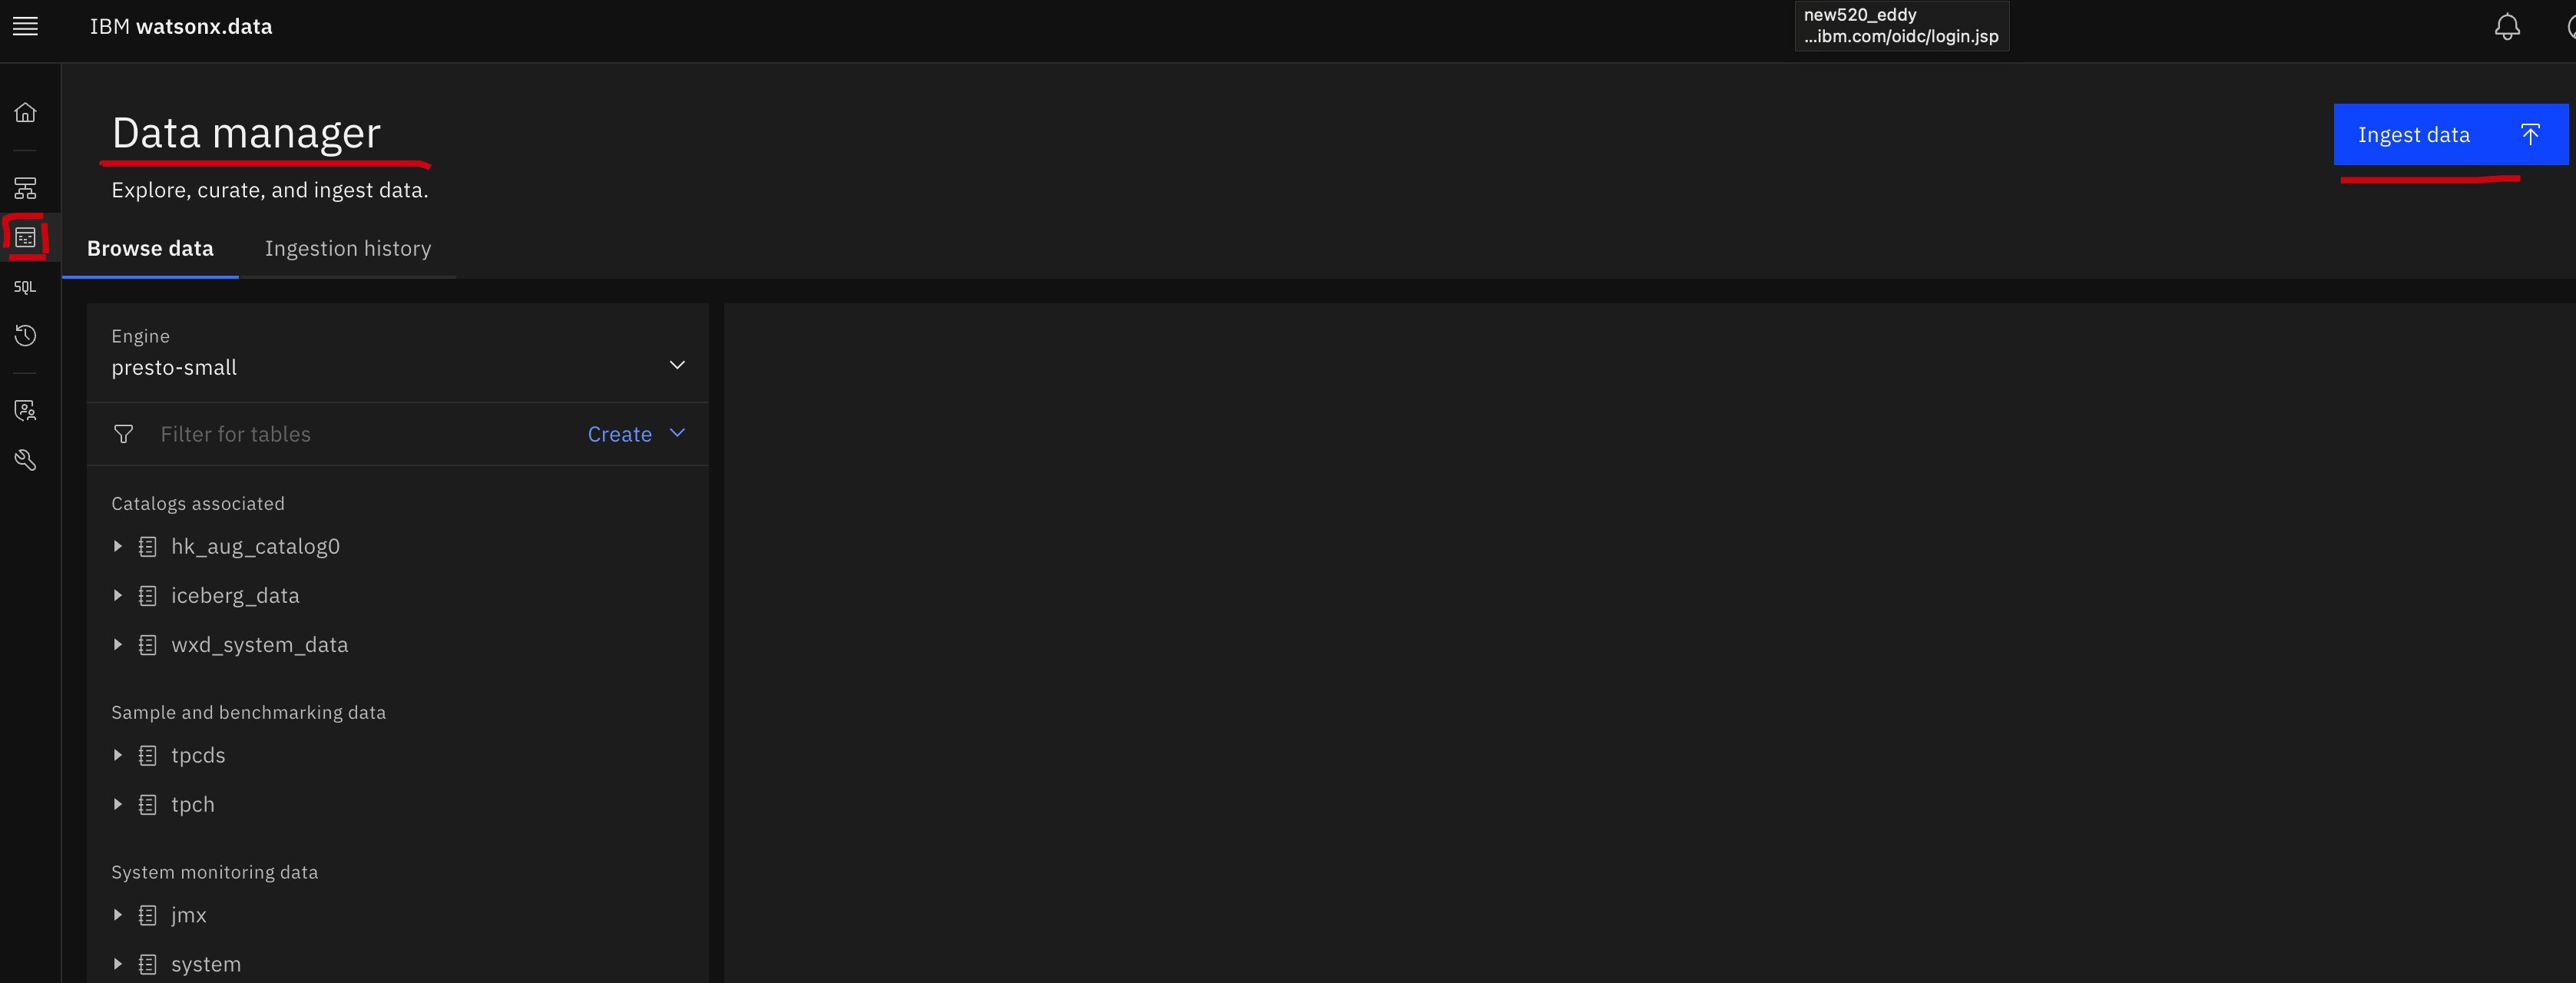 IBM watsonx.data
new520_eddy
...ibm.com/oidc/login.jsp
Data manager
Ingest data
Explore, curate, and ingest data.
Browse data
Ingestion history
SQL
Engine
presto-small
Filter for tables
Create
Catalogs associated
hk_aug_catalog0
iceberg_data
wxd_system_data
Sample and benchmarking data
tpcds
tpch
System monitoring data
jmx
system